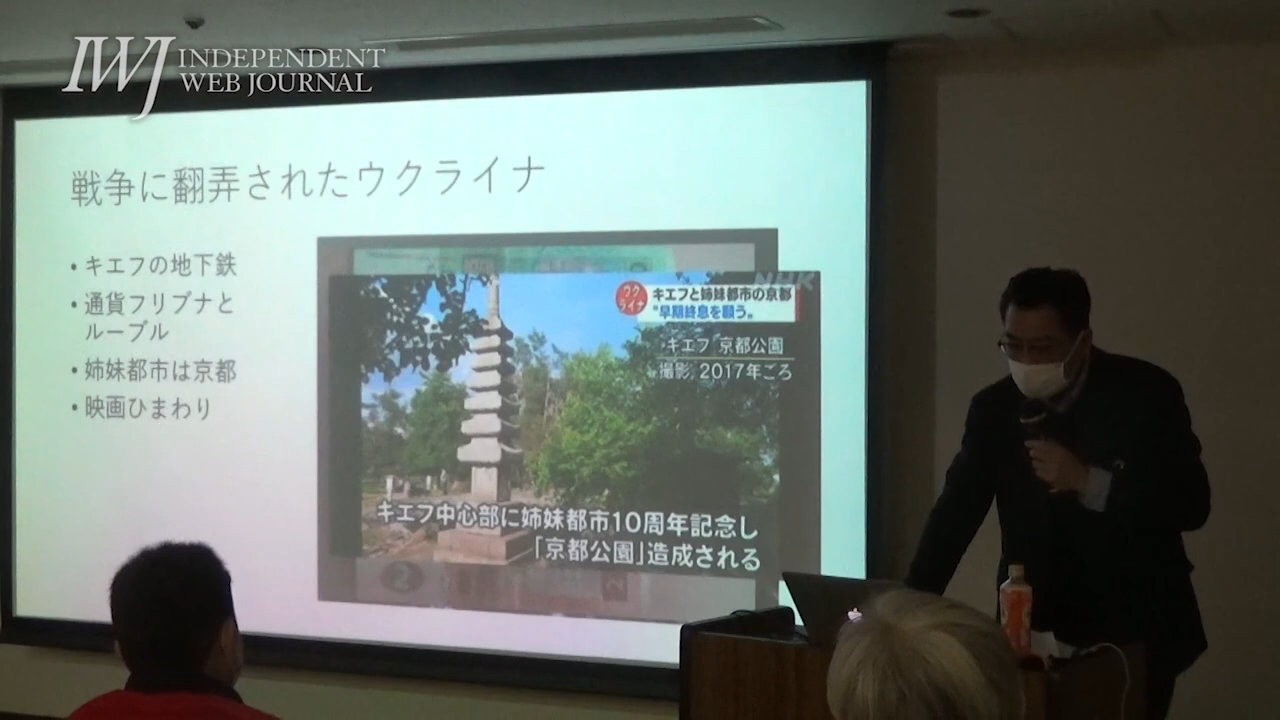 IWJ INDEPENDENT
WEB JOURNAL
戦争に翻弄されたウクライナ
• キエフの地下鉄
• 通貨フリブナと
ルーブル
• 姉妹都市は京都
• 映画ひまわり
NHK
ウク
ライナ
キエフと姉妹都市の京都
"早期終息を願う"
キエフ 京都公園
撮影 2017年ごろ
キエフ中心部に姉妹都市10周年記念し
「京都公園」造成される
2